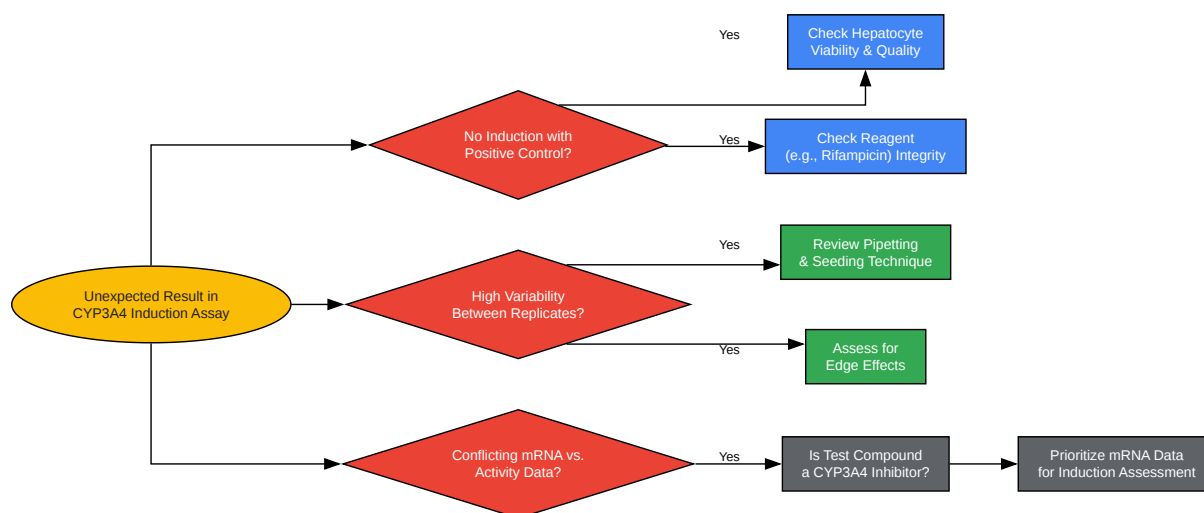 Yes
Check Hepatocyte
Viability & Quality
No Induction with
Positive Control?
Yes
Check Reagent
(e.g., Rifampicin) Integrity
Unexpected Result in
CYP3A4 Induction Assay
High Variability
Between Replicates?
Yes
Review Pipetting
& Seeding Technique
Yes
Assess for
Edge Effects
Conflicting mRNA vs.
Activity Data?
Yes
Is Test Compound
a CYP3A4 Inhibitor?
Prioritize mRNA Data
for Induction Assessment